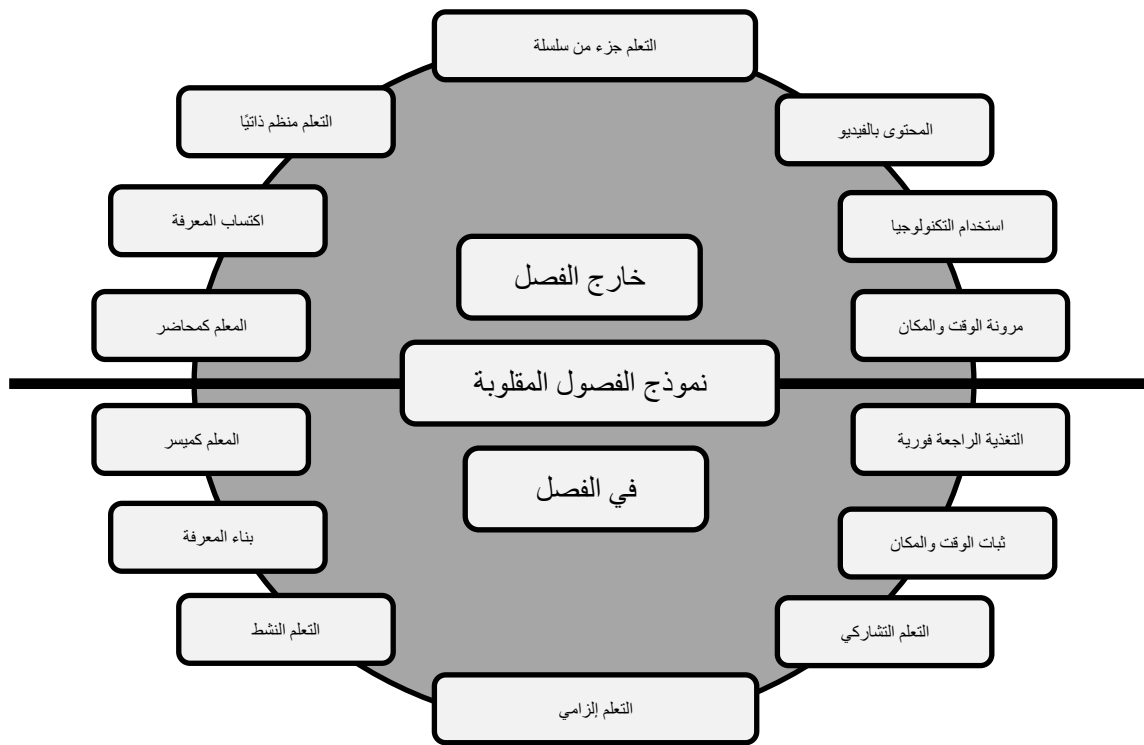 التعلم جزء من سلسلة
المحتوى بالفيديو
التعلم منظم ذاتيًا
استخدام التكنولوجيا
اكتساب المعرفة
خارج الفصل
مرونة الوقت والمكان
المعلم كمحاضر
نموذج الفصول المقلوبة
التغذية الراجعة فورية
المعلم كميسر
في الفصل
ثبات الوقت والمكان
بناء المعرفة
التعلم التشاركي
التعلم النشط
التعلم إلزامي